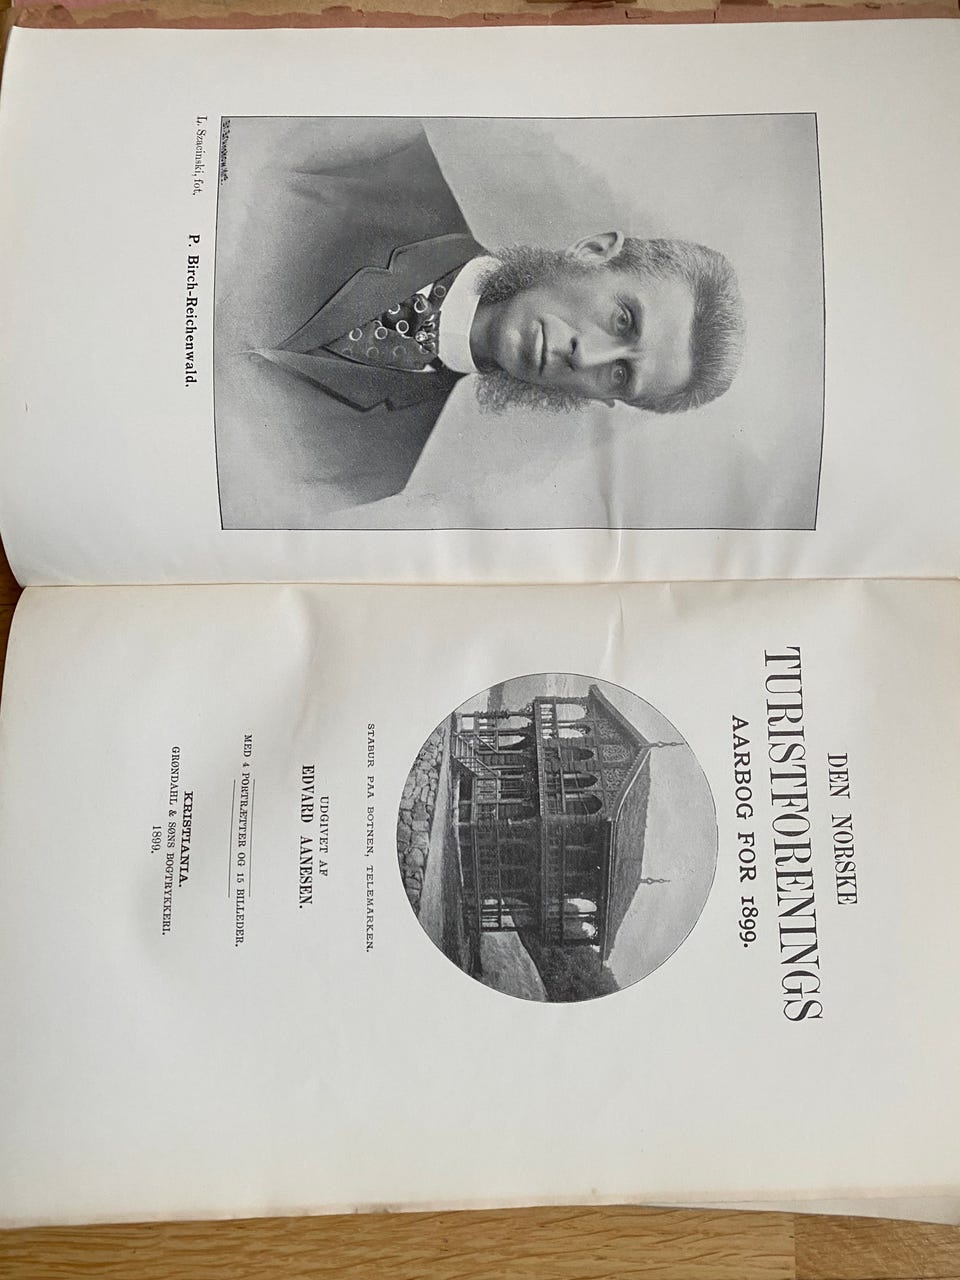 L. Szacinski, fot.
P. Birch-Reichenwald.
DEN NORSKE
TURISTFORENINGS
AARBOG FOR 1899.
STABUR PAA BOTNEN, TELEMARKEN.
UDGIVET AF
EDVARD AANESEN.
MED 4 PORTRÆTTER OG 15 BILLEDER.
KRISTIANIA.
GRØNDAHL & SØNS BOGTRYKKERI.
1899.